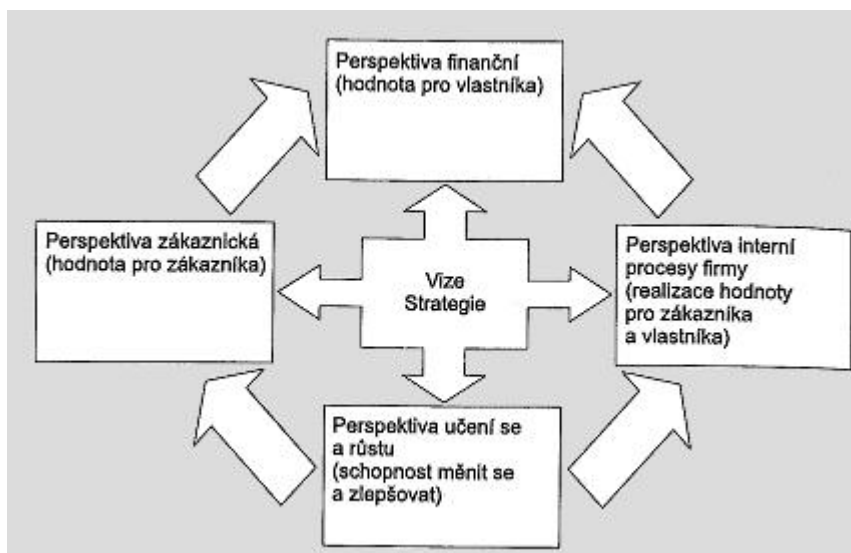 Perspektiva finanční
(hodnota pro vlastníka)
Perspektiva zákaznická
(hodnota pro zákazníka)
Vize
Strategie
Perspektiva interní
procesy firmy
(realizace hodnoty
pro zákazníka
a vlastníka)
Perspektiva učení se
a růstu
(schopnost měnit se
a zlepšovat)